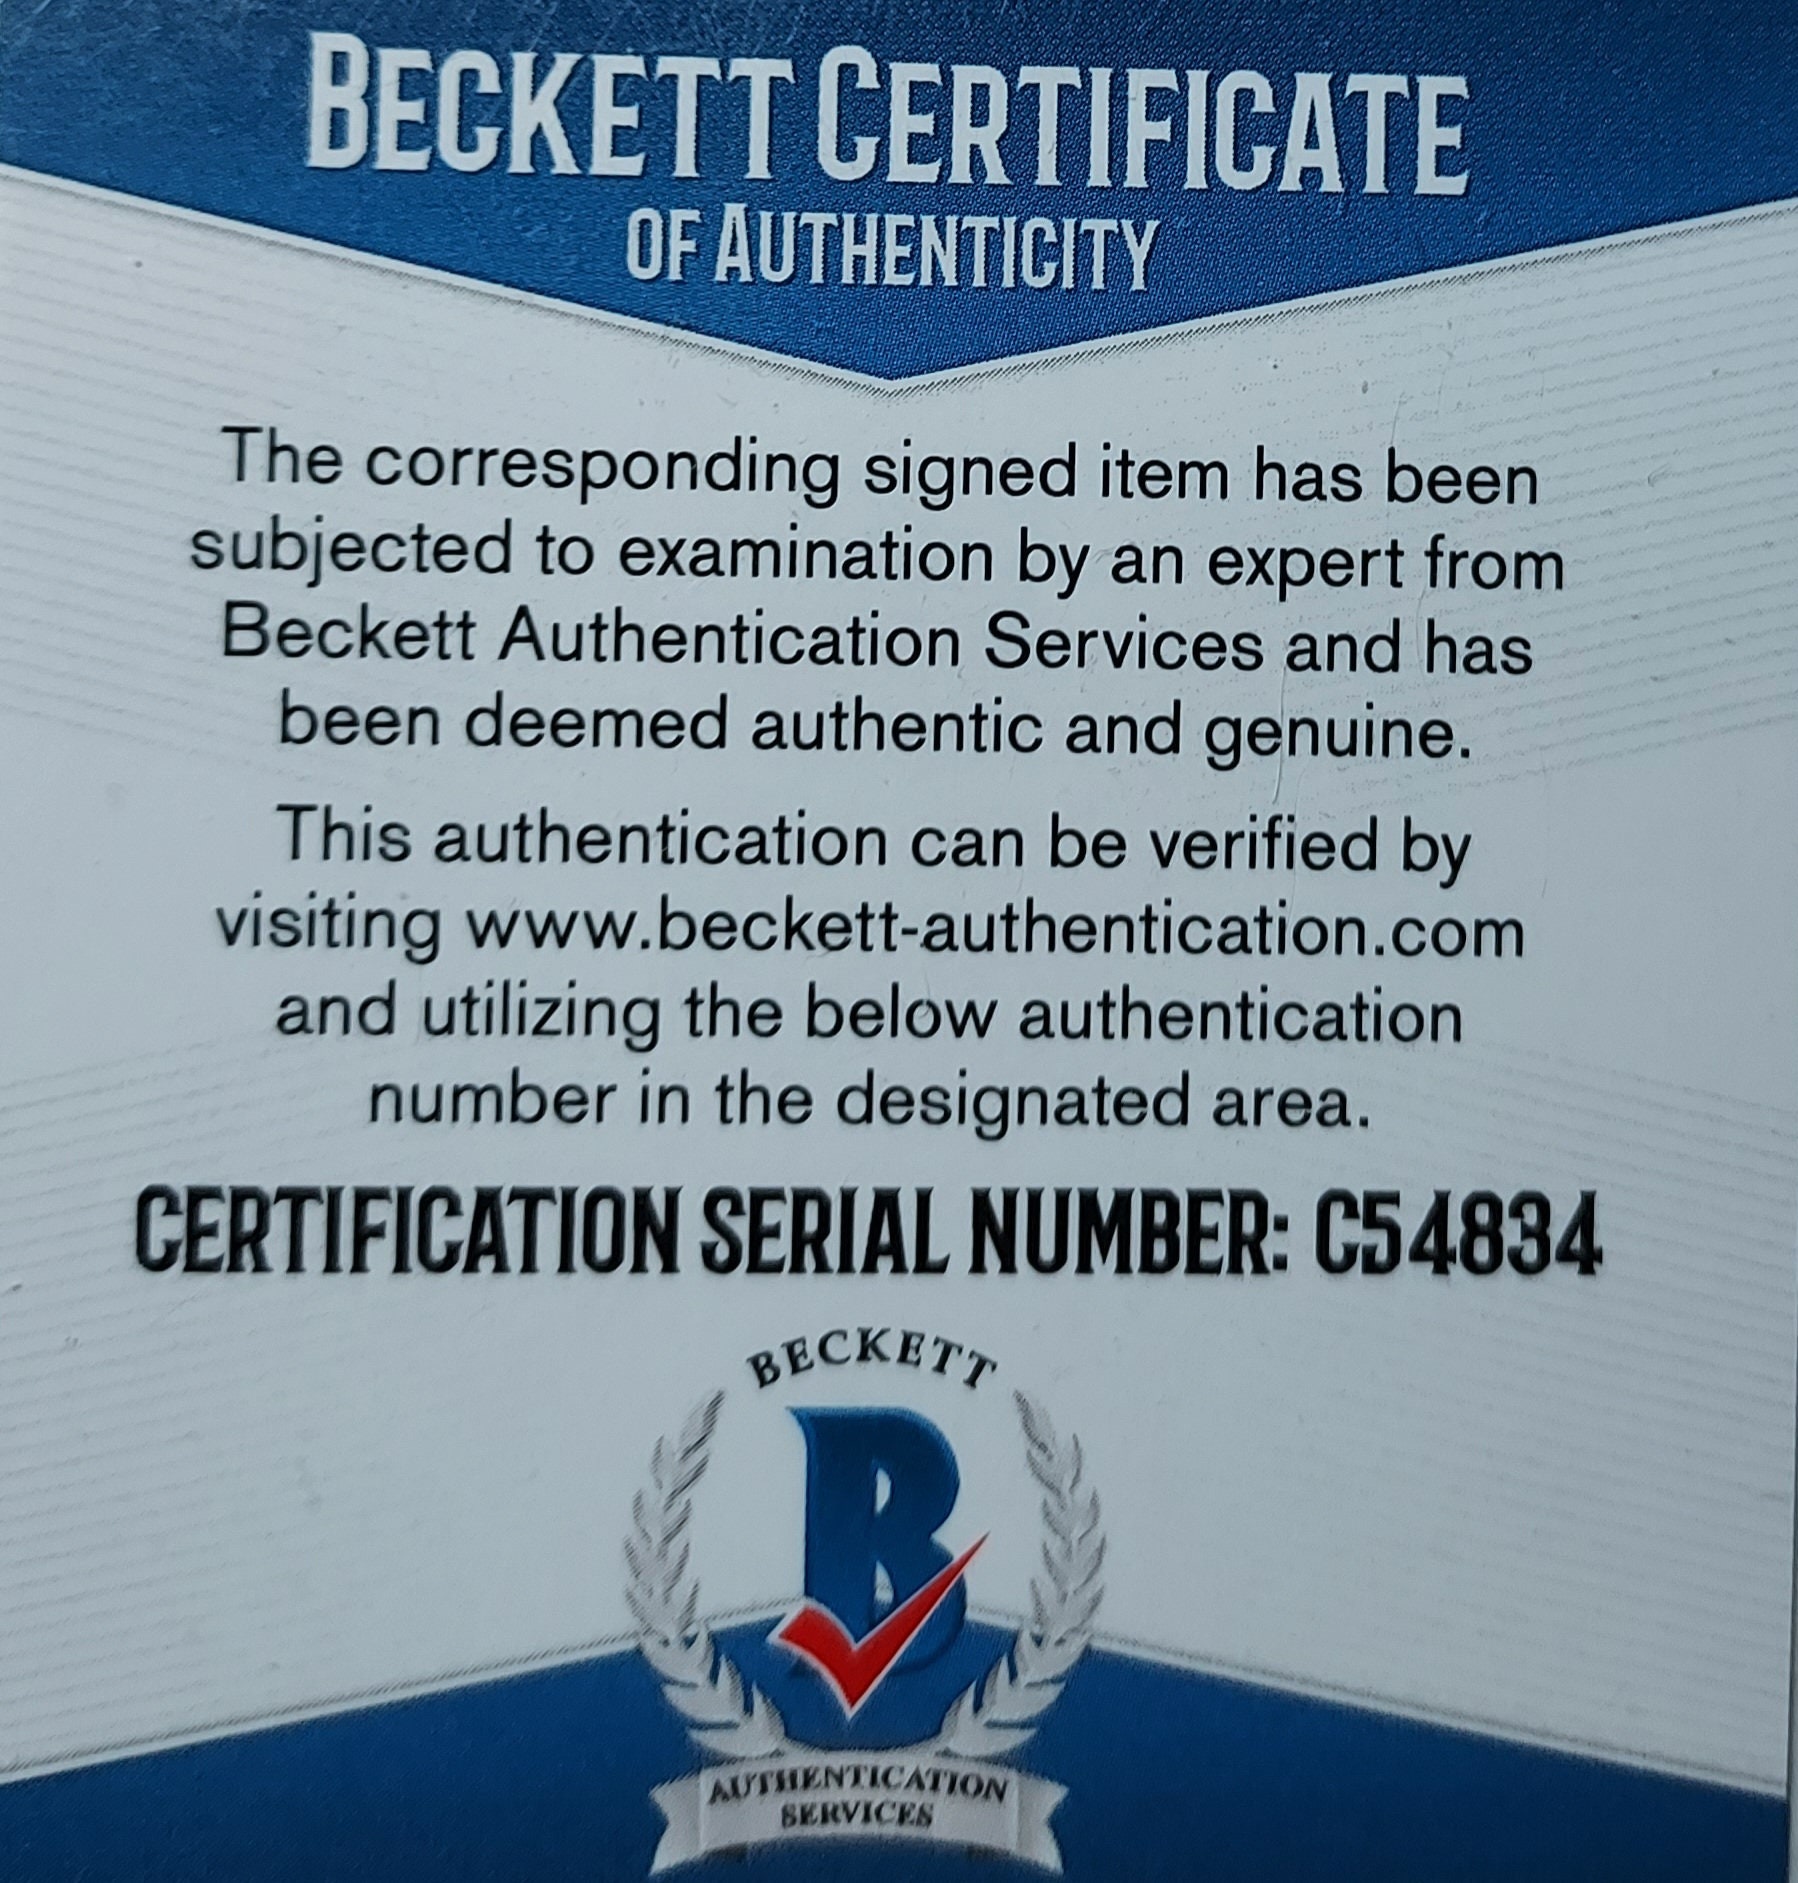 BECKETT CERTIFICATE
OF AUTHENTICITY
The corresponding signed item has been
subjected to examination by an expert from
Beckett Authentication Services and has
been deemed authentic and genuine.
This authentication can be verified by
visiting www.beckett-authentication.com
and utilizing the below authentication
number in the designated area.
CERTIFICATION SERIAL NUMBER: C54834
BECKETT
B
AUTHENTICATION
SERVICES